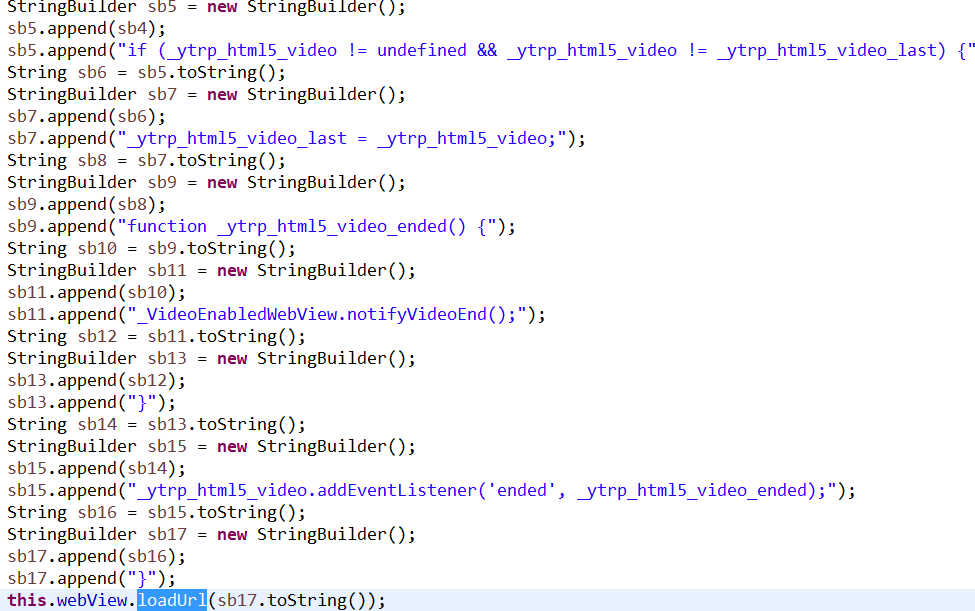 StringBuilder sb5 = new StringBuilder();
sb5.append(sb4);
sb5.append("if (_ytrp_html5_video != undefined && _ytrp_html5_video != _ytrp_html5_video_last) {"
String sb6 = sb5.toString();
StringBuilder sb7 = new StringBuilder();
sb7.append(sb6);
sb7.append("_ytrp_html5_video_last = _ytrp_html5_video;");
String sb8 = sb7.toString();
StringBuilder sb9 = new StringBuilder();
sb9.append(sb8);
sb9.append("function _ytrp_html5_video_ended() {");
String sb10 = sb9.toString();
StringBuilder sb11 = new StringBuilder();
sb11.append(sb10);
sb11.append("_VideoEnabledWebView.notifyVideoEnd();");
String sb12 = sb11.toString();
StringBuilder sb13 = new StringBuilder();
sb13.append(sb12);
sb13.append("}");
String sb14 = sb13.toString();
StringBuilder sb15 = new StringBuilder();
sb15.append(sb14);
sb15.append("_ytrp_html5_video.addEventListener('ended', _ytrp_html5_video_ended);");
String sb16 = sb15.toString();
StringBuilder sb17 = new StringBuilder();
sb17.append(sb16);
sb17.append("}");
this.webView.loadUrl(sb17.toString());